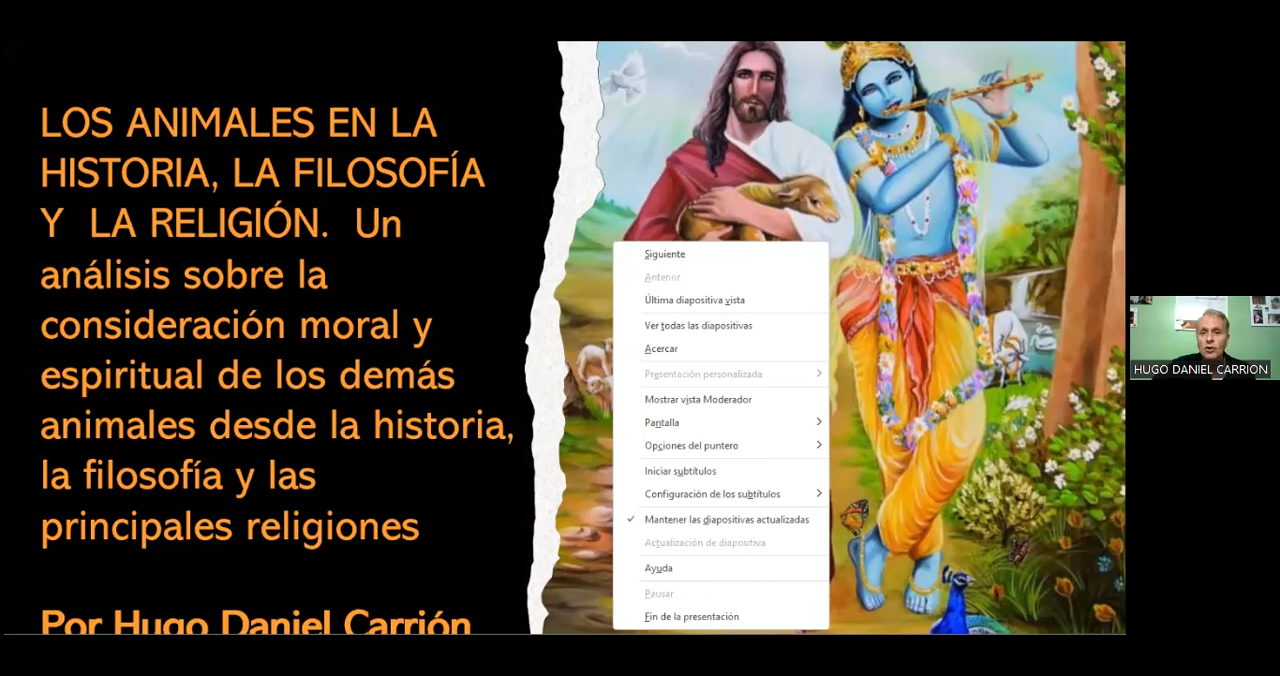 LOS ANIMALES EN LA
HISTORIA, LA FILOSOFÍA
Y LA RELIGIÓN. Un
análisis sobre la
consideración moral y
espiritual de los demás
animales desde la historia,
la filosofía y las
principales religiones
Por Hugo Daniel Carrión
Siguiente
Anterior
Última diapositiva vista
Ver todas las diapositivas
Acercar
Presentación personalizada
Mostrar vista Moderador
Pantalla
Opciones del puntero
Iniciar subtítulos
Configuración de los subtítulos
Mantener las diapositivas actualizadas
Actualización de diapositiva
Ayuda
Pausar
Fin de la presentación
HUGO DANIEL CARRION